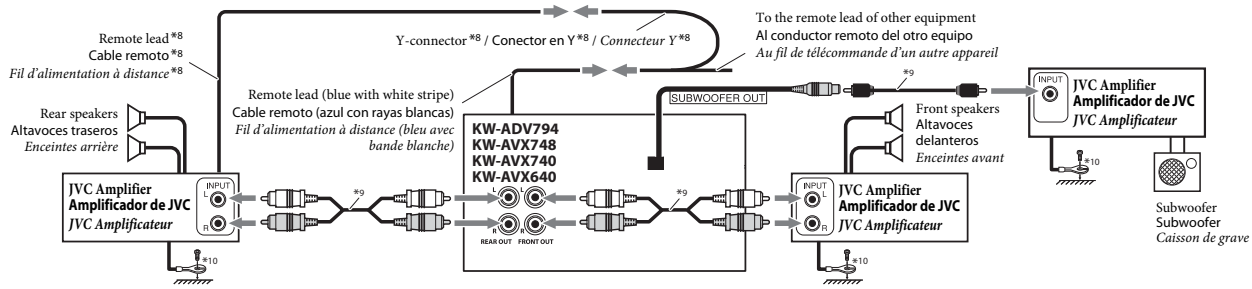 Remote lead*8
Cable remoto*8
Fil d'alimentation à distance*8
Y-connector*8 / Conector en Y*8 / Connecteur Y*8
To the remote lead of other equipment
Al conductor remoto del otro equipo
Au fil de télécommande d'un autre appareil
Remote lead (blue with white stripe)
Cable remoto (azul con rayas blancas)
Fil d'alimentation à distance (bleu avec
bande blanche)
SUBWOOFER OUT
*9
INPUT
JVC Amplifier
Amplificador de JVC
JVC Amplificateur
*10
Subwoofer
Subwoofer
Caisson de grave
Rear speakers
Altavoces traseros
Enceintes arrière
Front speakers
Altavoces
delanteros
Enceintes avant
KW-ADV794
KW-AVX748
KW-AVX740
KW-AVX640
JVC Amplifier
Amplificador de JVC
JVC Amplificateur
INPUT
L
R
*9
*10
L
L
R
R
REAR OUT
FRONT OUT
*9
INPUT
L
R
JVC Amplifier
Amplificador de JVC
JVC Amplificateur
*10